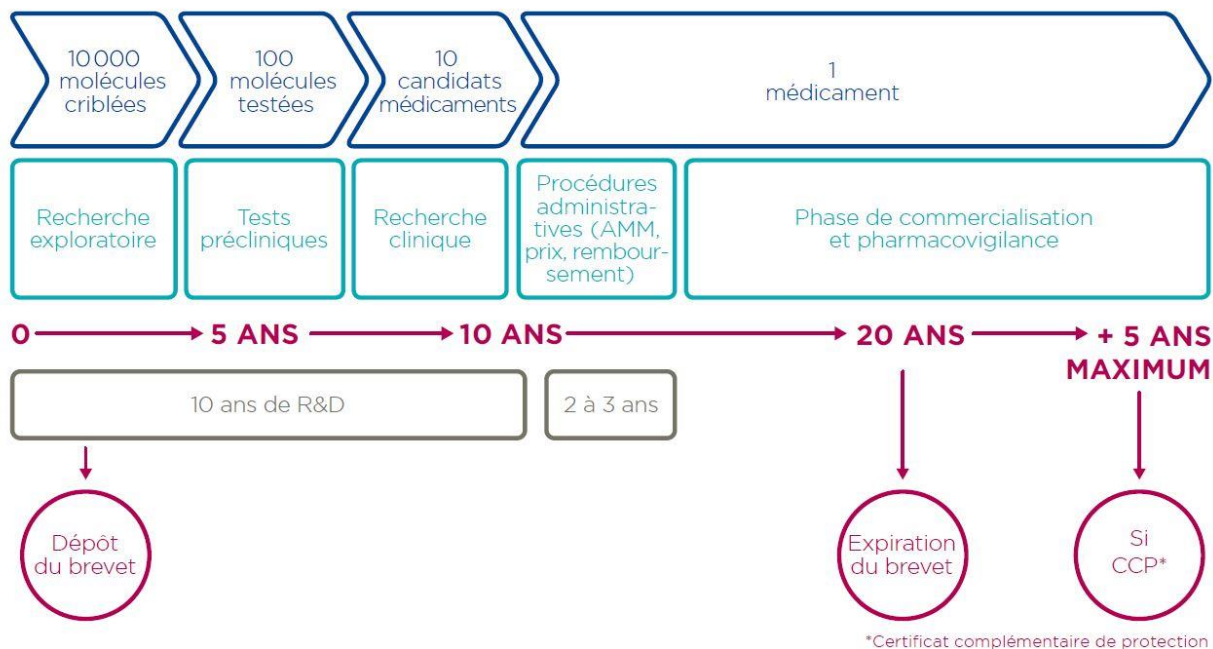 10 000
molécules
criblées
100
molécules
testées
10
candidats
médicaments
1
médicament
Recherche
exploratoire
Tests
précliniques
Recherche
clinique
Procédures
administra-
tives (AMM,
prix, rembour-
sement)
Phase de commercialisation
et pharmacovigilance
0
5 ANS
10 ANS
20 ANS
+ 5 ANS
MAXIMUM
10 ans de R&D
2 à 3 ans
Dépôt
du brevet
Expiration
du brevet
Si
CCP*
*Certificat complémentaire de protection